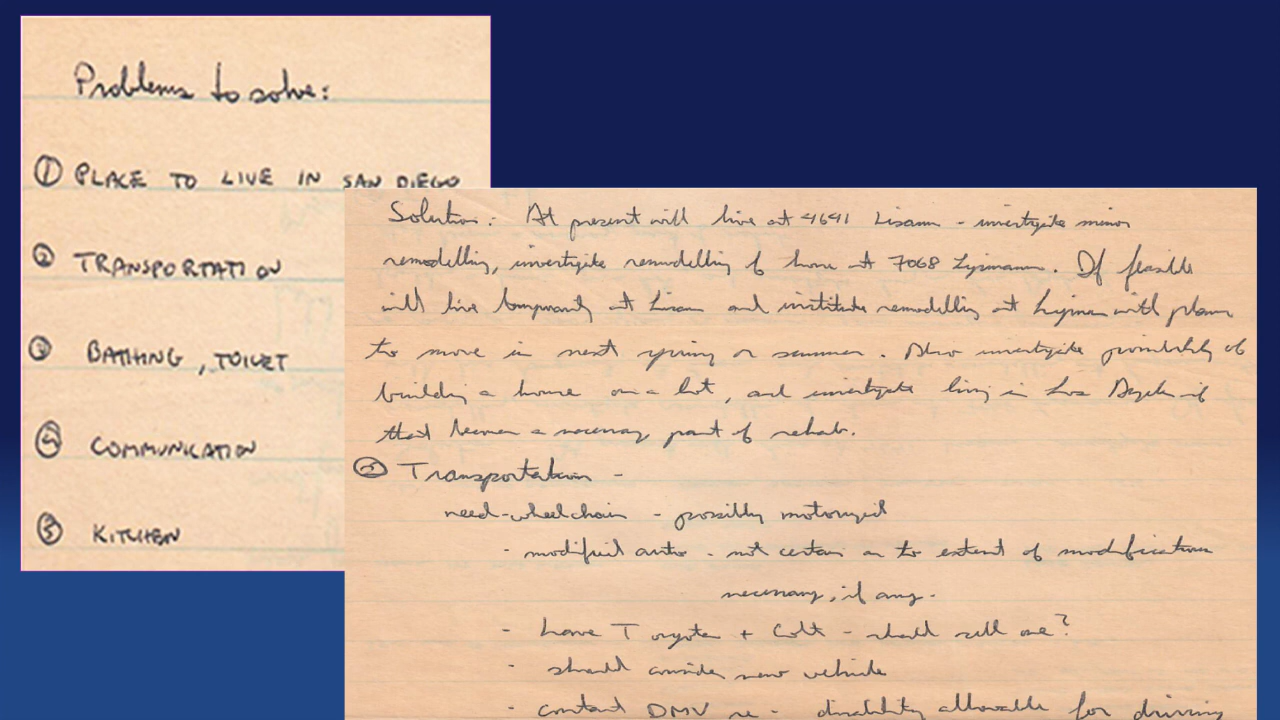 Problems to solve:
① PLACE TO LIVE IN SAN DIEGO
② TRANSPORTATION
③ BATHING, TOILET
④ COMMUNICATION
⑤ KITCHEN
Solution: At present will live at 4641 Lisann - investigate minor
remodelling, investigate remodelling of home at 7068 . If feasible
will live temporarily at Lisann and institute remodelling at Lyman with plans
to move in next spring or summer. Also investigate possibility of
building a house on a lot, and investigate living in Los Angeles if
that becomes a necessary part of rehab.
② Transportation -
need - wheelchair - possibly motorized
- modified auto - not certain as to extent of modifications
necessary, if any.
- have Toyota + Colt - should sell one?
- should consider new vehicle
- contact DMV re - disability allowable for driving